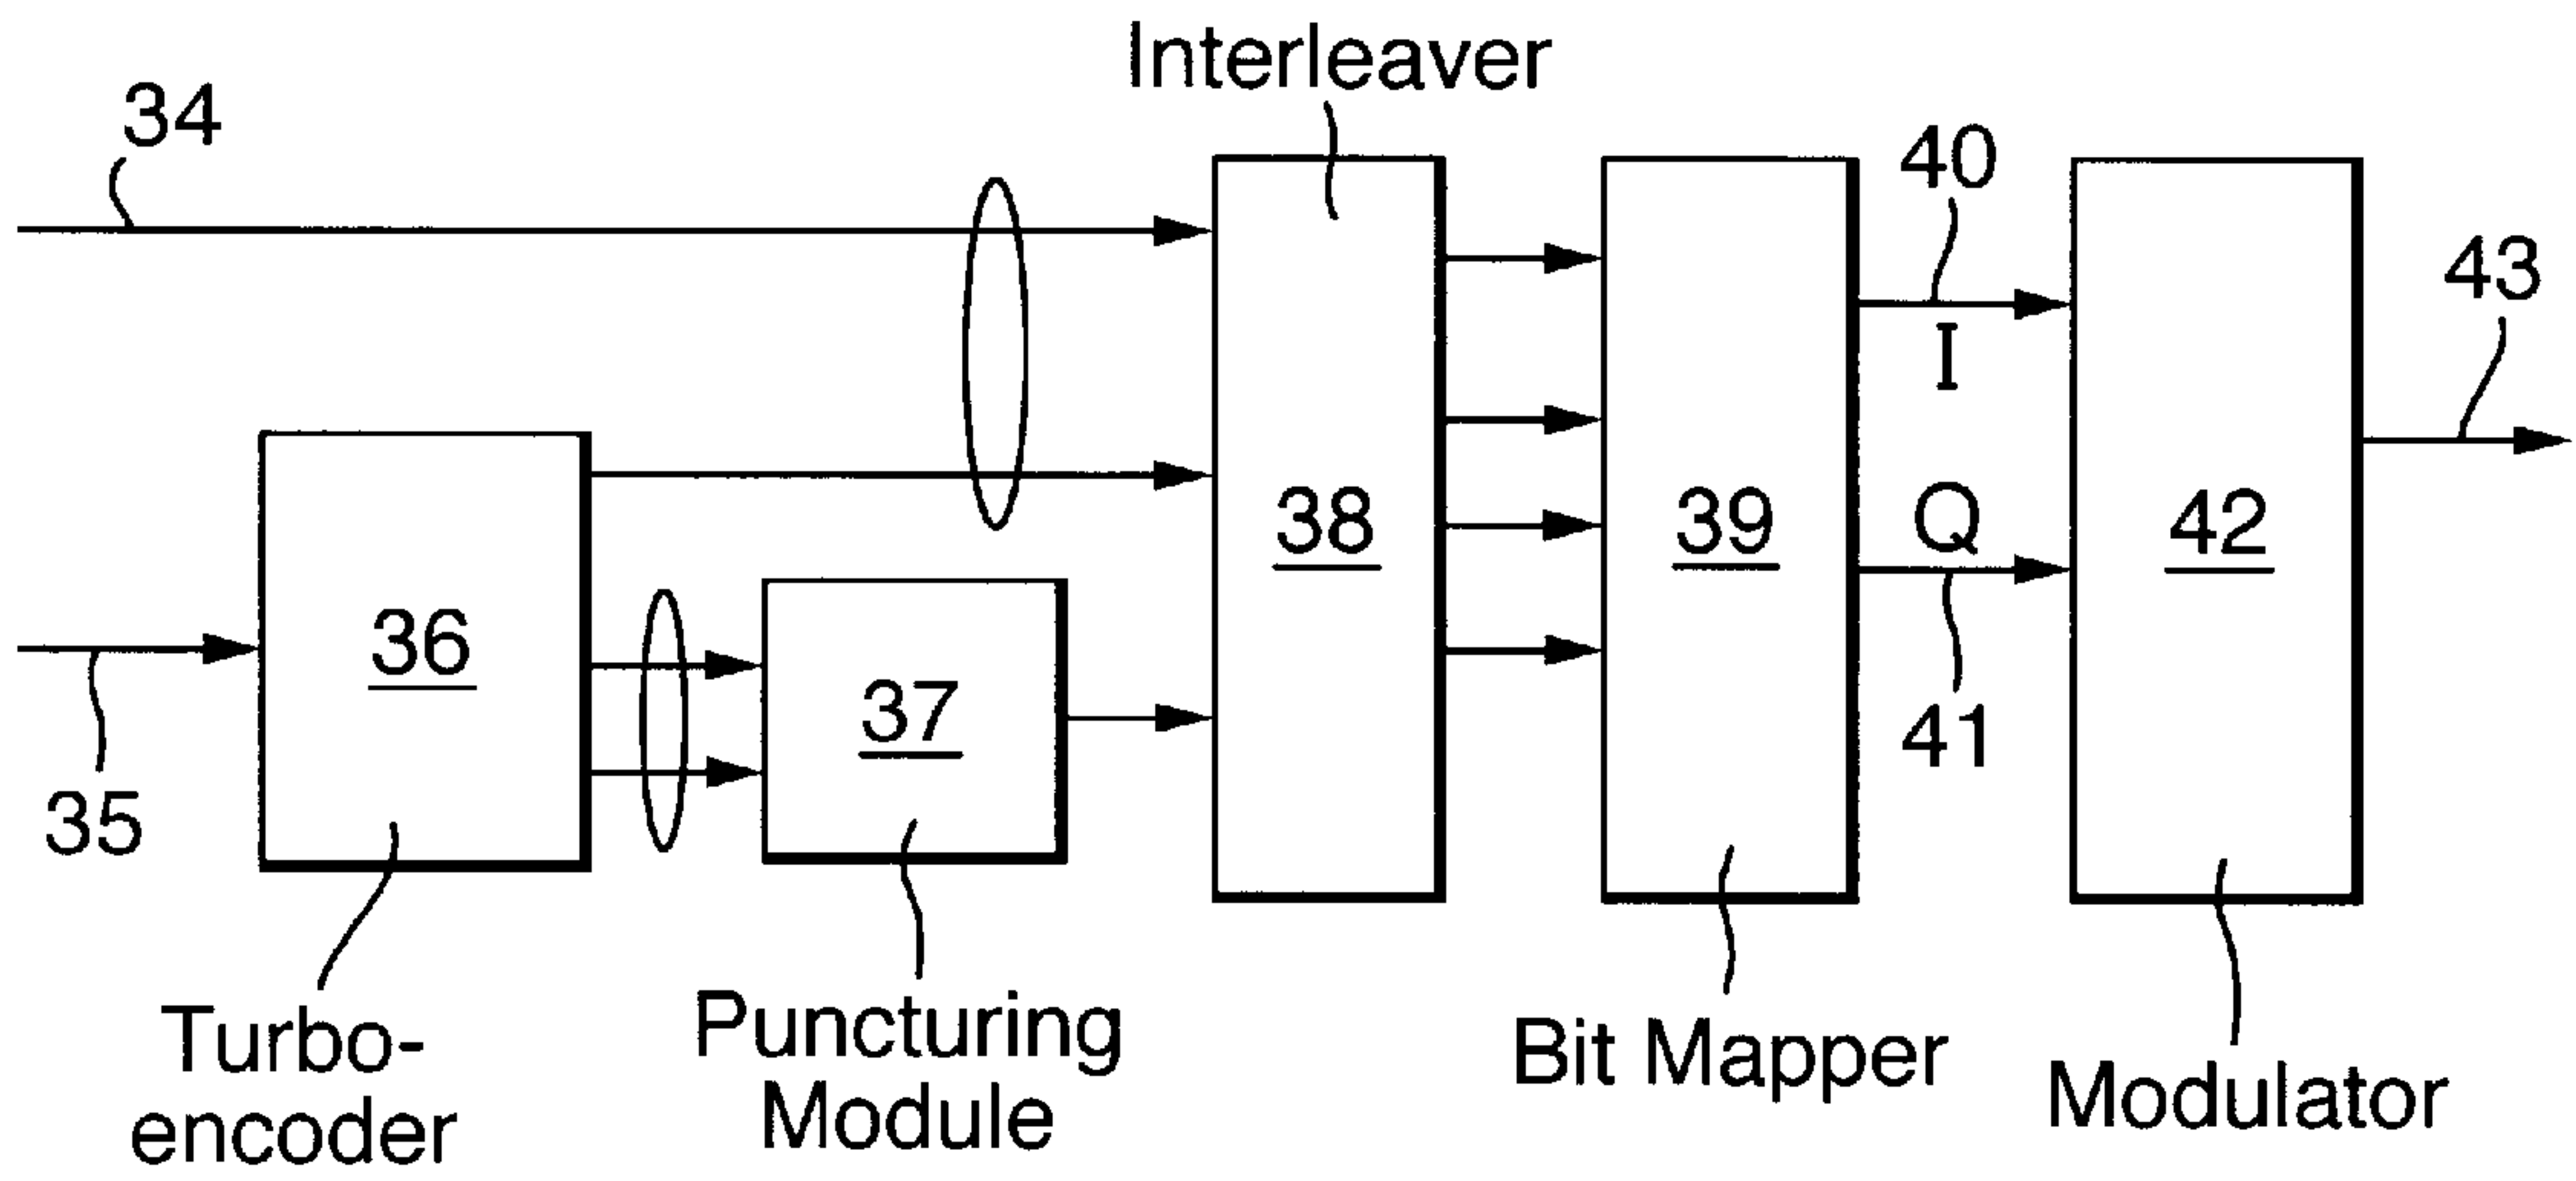 Interleaver
34
40
43
I
38
39
Q
42
36
37
35
41
Turbo-
encoder
Puncturing
Module
Bit Mapper
Modulator